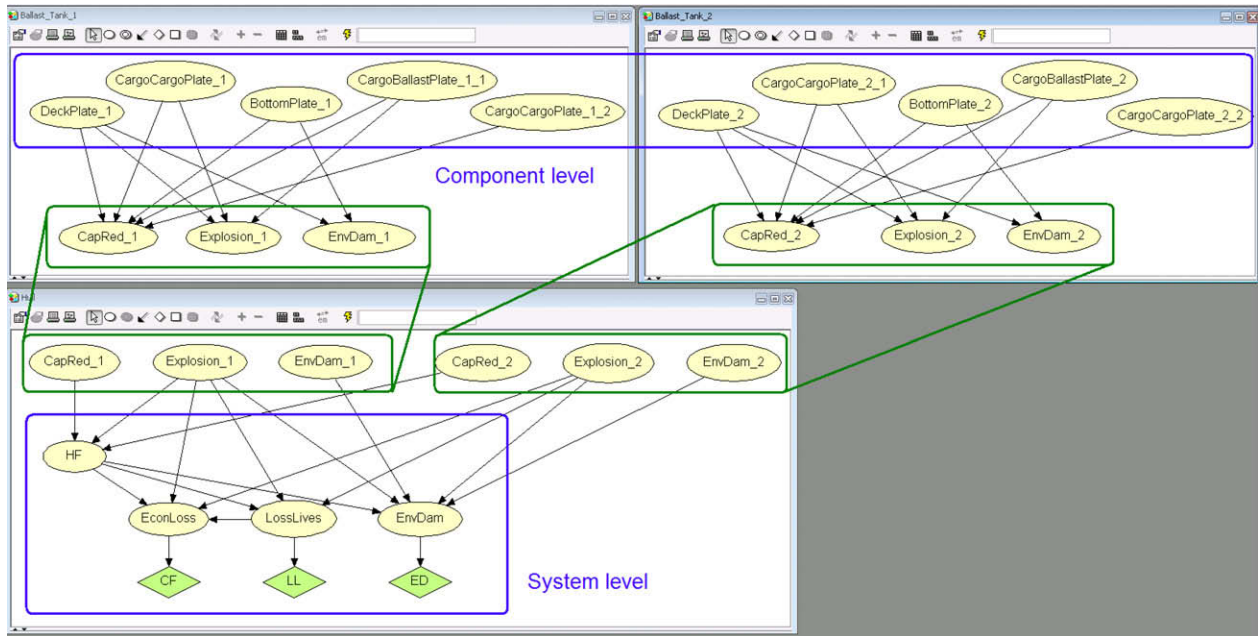 Ballast_Tank_1
CargoCargoPlate_1
CargoBallastPlate_1_1
DeckPlate_1
BottomPlate_1
CargoCargoPlate_1_2
Component level
CapRed_1
Explosion_1
EnvDam_1
Ballast_Tank_2
CargoCargoPlate_2_1
CargoBallastPlate_2
DeckPlate_2
BottomPlate_2
CargoCargoPlate_2_2
CapRed_2
Explosion_2
EnvDam_2
Hull
CapRed_1
Explosion_1
EnvDam_1
CapRed_2
Explosion_2
EnvDam_2
HF
EconLoss
LossLives
EnvDam
CF
LL
ED
System level